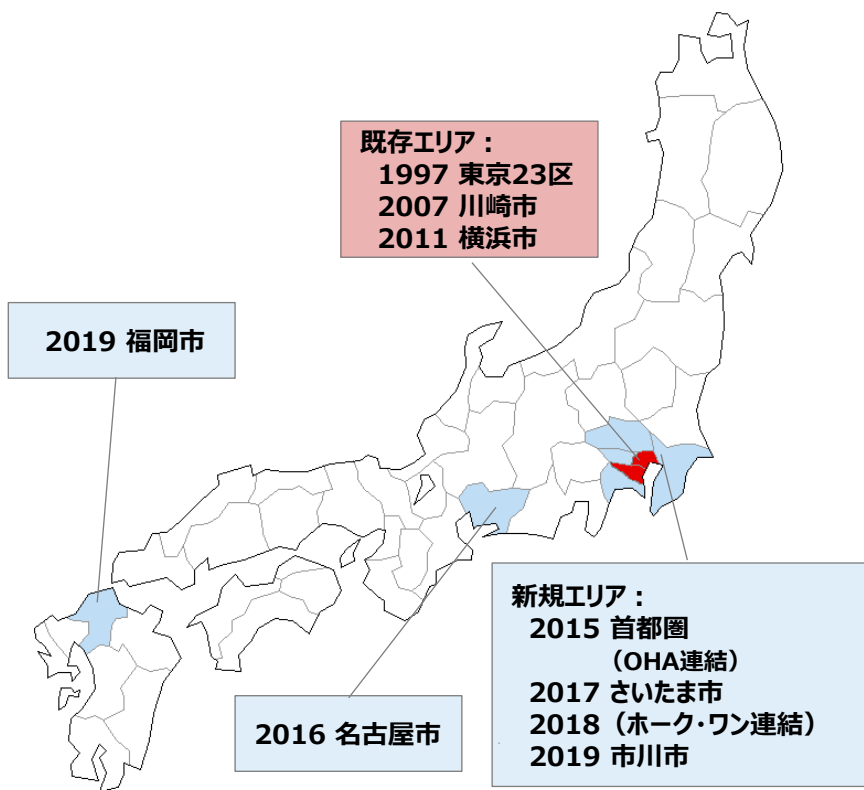 既存エリア：
1997 東京23区
2007 川崎市
2011 横浜市
2019 福岡市
新規エリア：
2015 首都圏
（OHA連結）
2017 さいたま市
2018（ホーク・ワン連結）
2019 市川市
2016 名古屋市